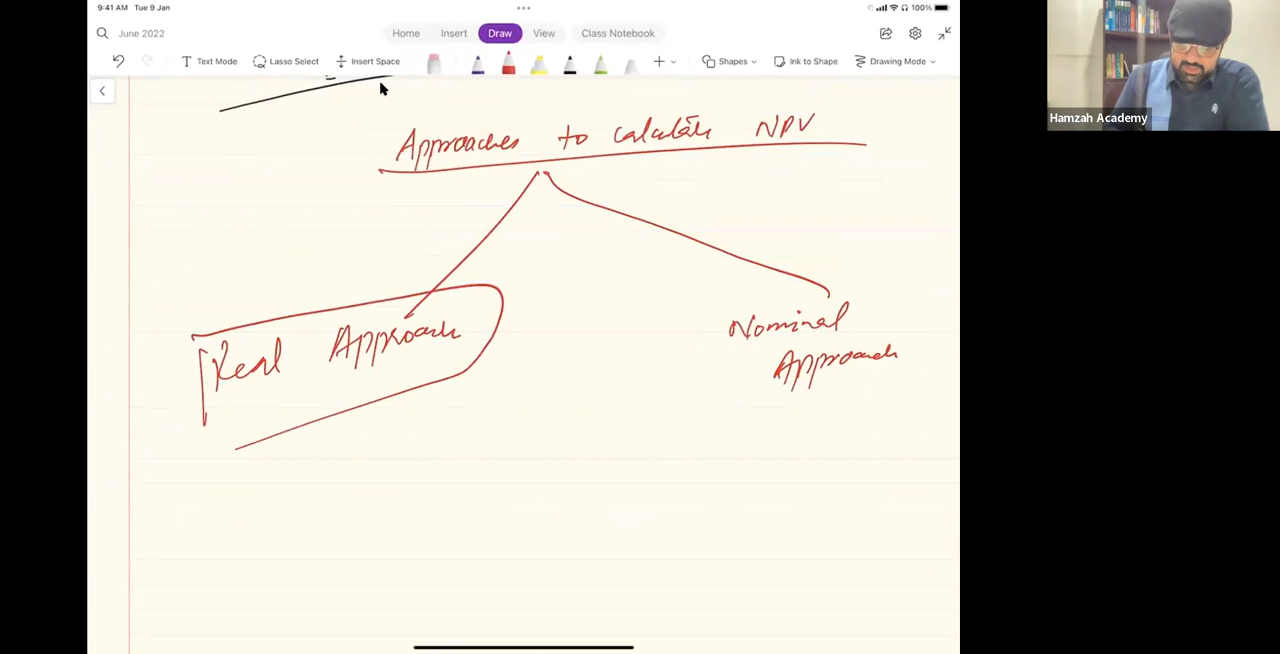 9:41 AM Tue 9 Jan
100%
June 2022
Home Insert Draw View Class Notebook
Text Mode Lasso Select Insert Space Shapes Ink to Shape Drawing Mode
Hamzah Academy
Approaches to calculate NPV
Real Approach
Nominal
Approach